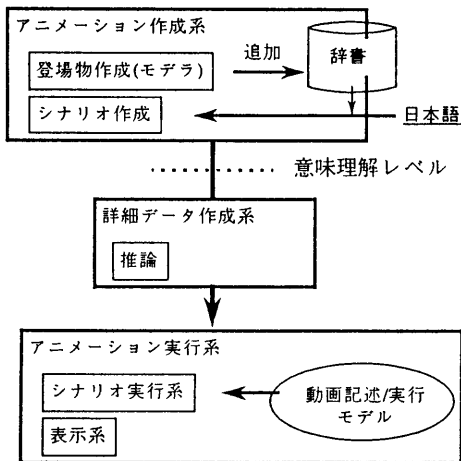 アニメーション作成系
登場物作成(モデラ)
追加
辞書
シナリオ作成
日本語
意味理解レベル
詳細データ作成系
推論
アニメーション実行系
シナリオ実行系
動画記述/実行
モデル
表示系